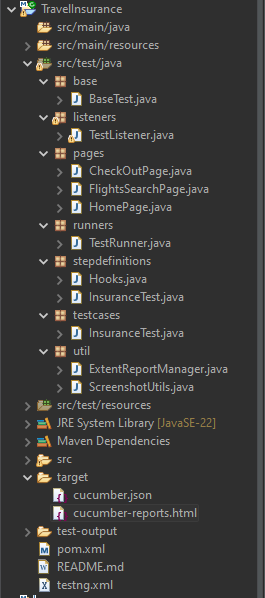 TravelInsurance
src/main/java
src/main/resources
src/test/java
base
BaseTest.java
listeners
TestListener.java
pages
CheckOutPage.java
FlightsSearchPage.java
HomePage.java
runners
TestRunner.java
stepdefinitions
Hooks.java
InsuranceTest.java
testcases
InsuranceTest.java
util
ExtentReportManager.java
ScreenshotUtils.java
src/test/resources
JRE System Library [JavaSE-22]
Maven Dependencies
src
target
cucumber.json
cucumber-reports.html
test-output
pom.xml
README.md
testng.xml